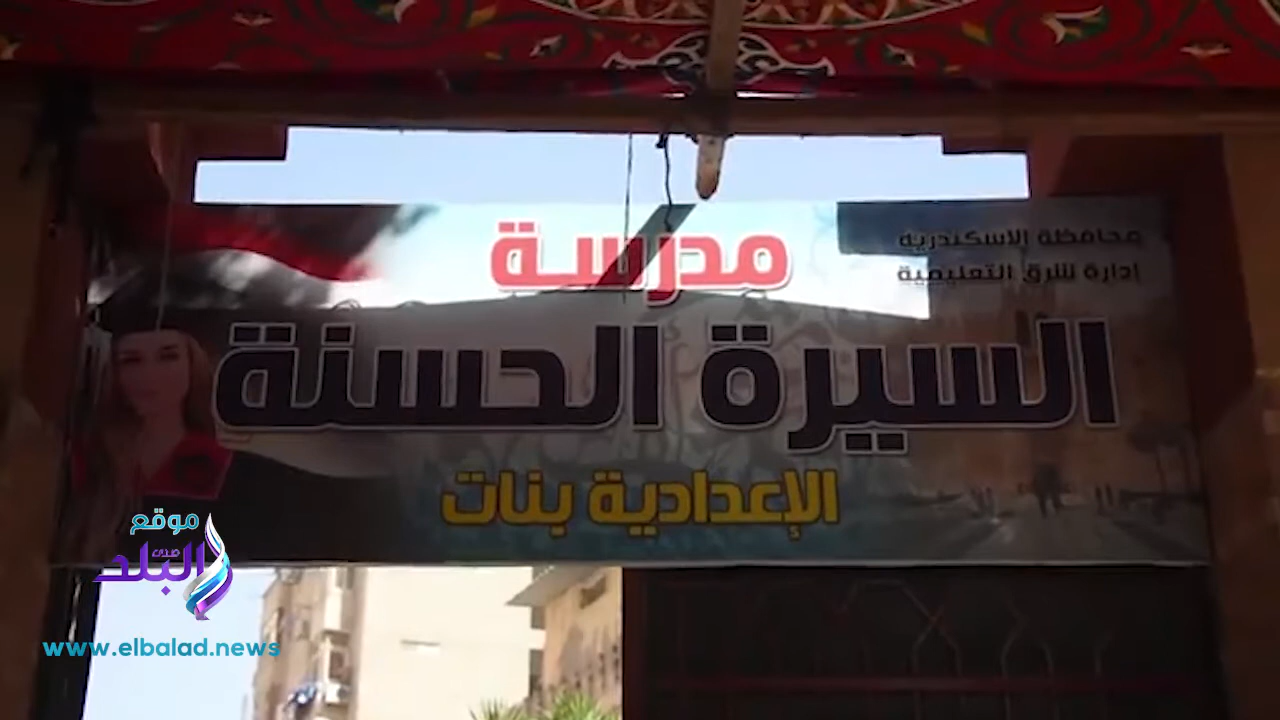 محافظة الاسكندرية
إدارة شرق التعليمية
مدرسة
السيرة الحسنة
الإعدادية بنات
موقع
صدى
البلد
www.elbalad.news